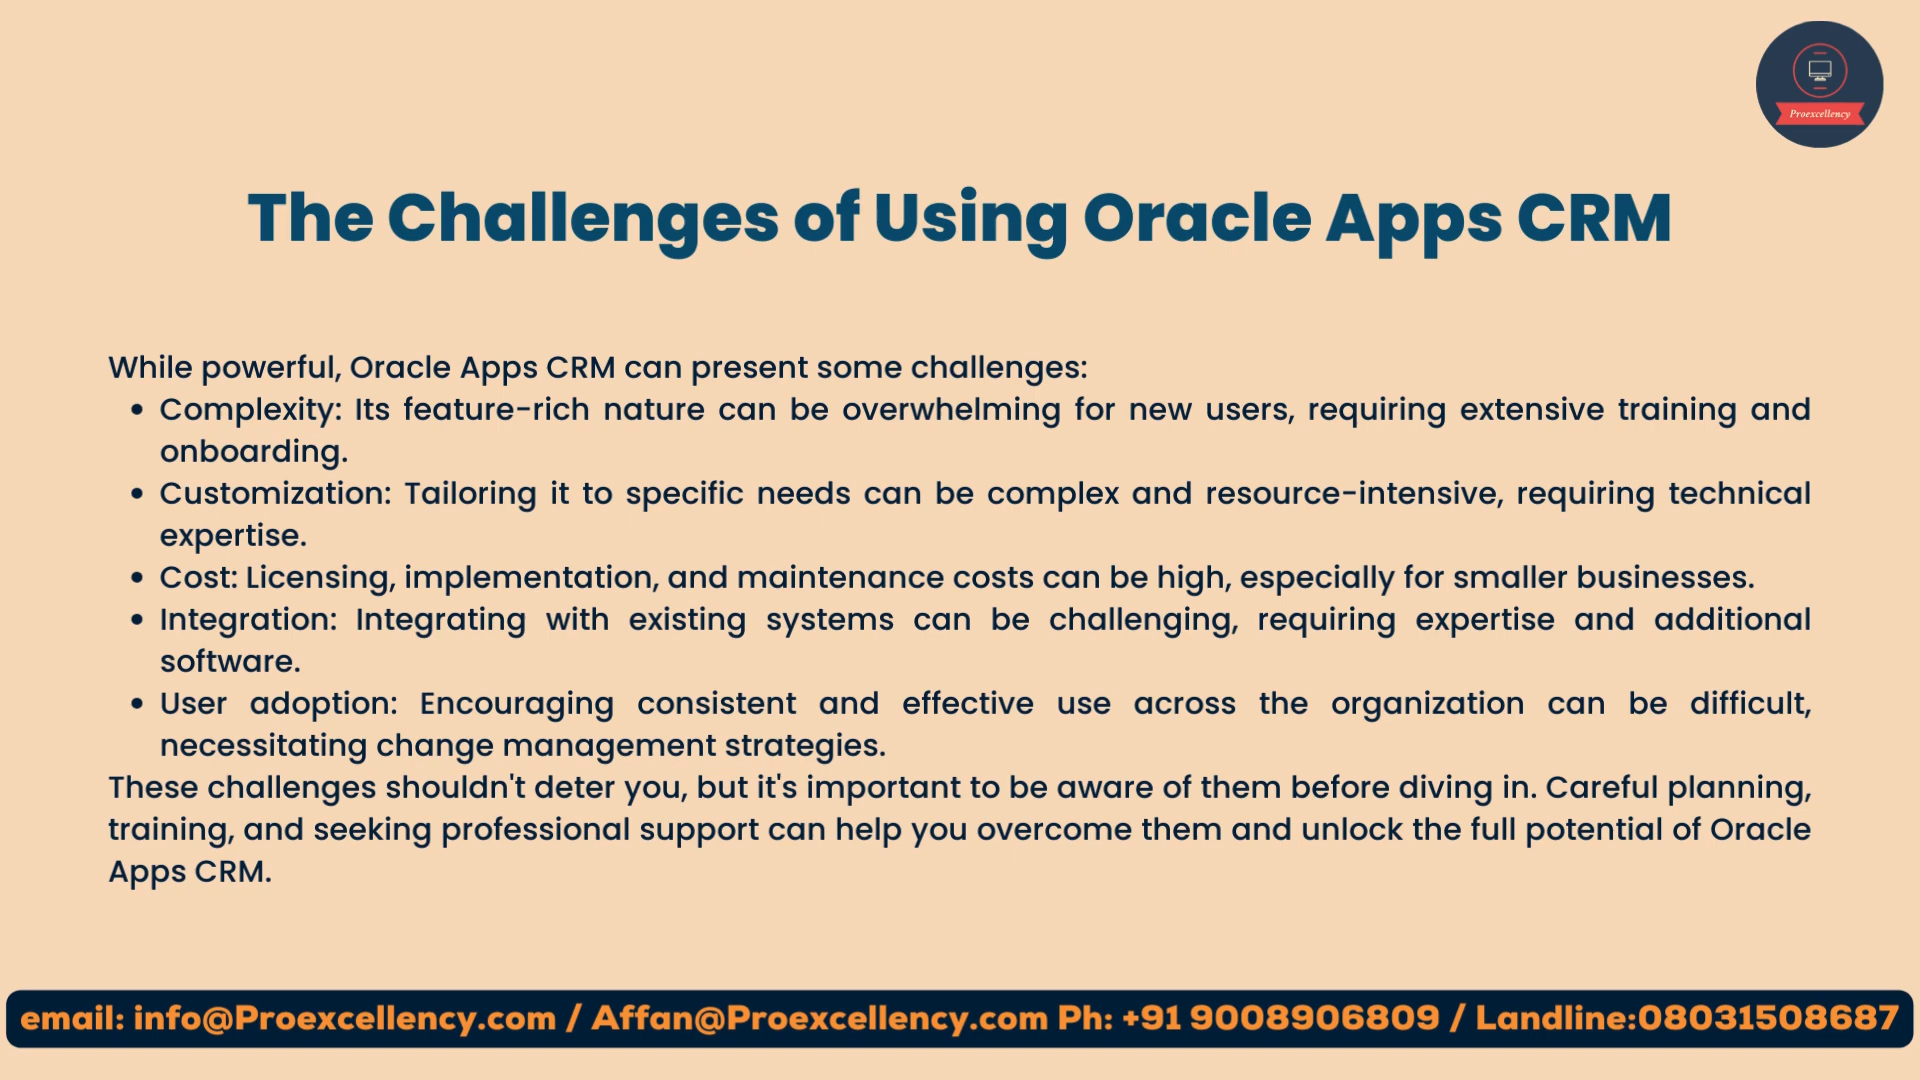 Proexcellency
The Challenges of Using Oracle Apps CRM
While powerful, Oracle Apps CRM can present some challenges:
• Complexity: Its feature-rich nature can be overwhelming for new users, requiring extensive training and
onboarding.
• Customization: Tailoring it to specific needs can be complex and resource-intensive, requiring technical
expertise.
• Cost: Licensing, implementation, and maintenance costs can be high, especially for smaller businesses.
• Integration: Integrating with existing systems can be challenging, requiring expertise and additional
software.
• User adoption: Encouraging consistent and effective use across the organization can be difficult,
necessitating change management strategies.
These challenges shouldn't deter you, but it's important to be aware of them before diving in. Careful planning,
training, and seeking professional support can help you overcome them and unlock the full potential of Oracle
Apps CRM.
email: info@Proexcellency.com / Affan@Proexcellency.com Ph: +91 9008906809 / Landline:08031508687